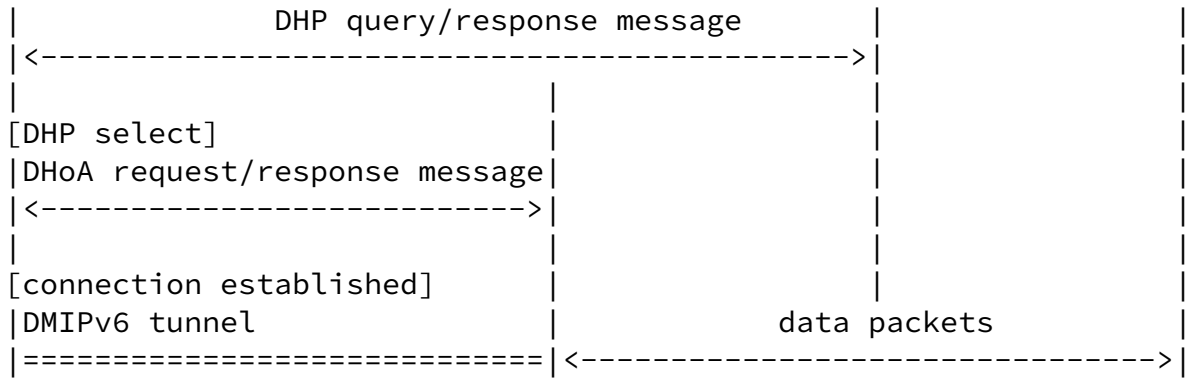 DHP query/response message
[DHP select]
DHoA request/response message
[connection established]
DMIPv6 tunnel data packets